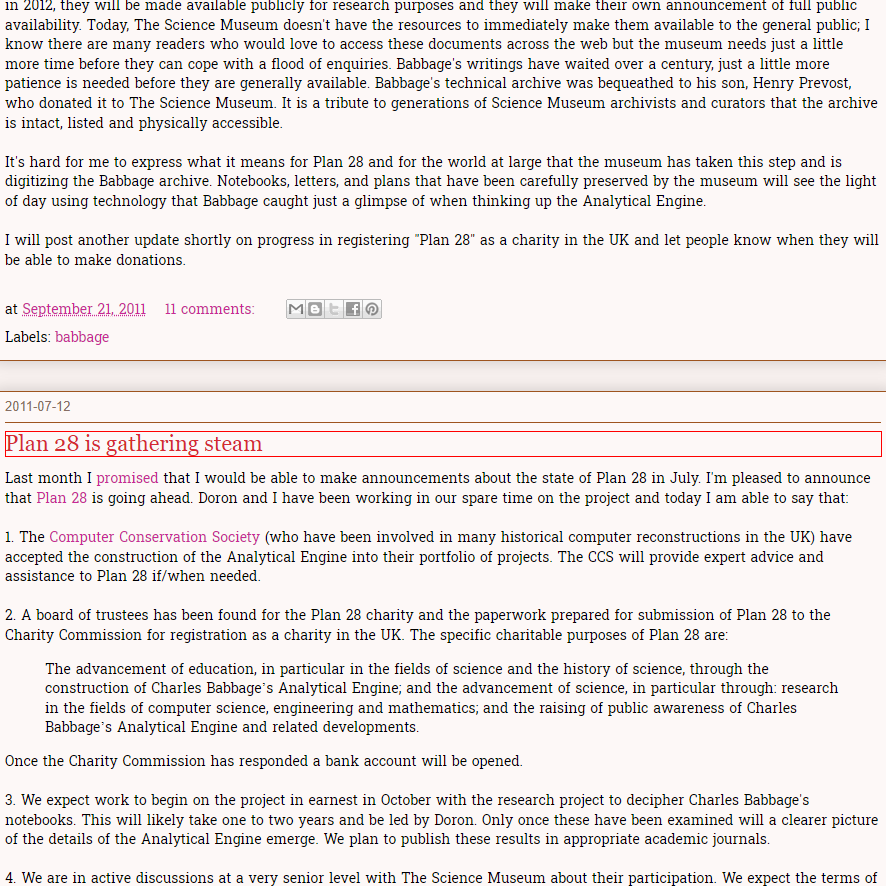 in 2012, they will be made available publicly for research purposes and they will make their own announcement of full public
availability. Today, The Science Museum doesn't have the resources to immediately make them available to the general public; I
know there are many readers who would love to access these documents across the web but the museum needs just a little
more time before they can cope with a flood of enquiries. Babbage's writings have waited over a century, just a little more
patience is needed before they are generally available. Babbage's technical archive was bequeathed to his son, Henry Prevost,
who donated it to The Science Museum. It is a tribute to generations of Science Museum archivists and curators that the archive
is intact, listed and physically accessible.
It's hard for me to express what it means for Plan 28 and for the world at large that the museum has taken this step and is
digitizing the Babbage archive. Notebooks, letters, and plans that have been carefully preserved by the museum will see the light
of day using technology that Babbage caught just a glimpse of when thinking up the Analytical Engine.
I will post another update shortly on progress in registering "Plan 28" as a charity in the UK and let people know when they will
be able to make donations.
at September 21, 2011 11 comments:
Labels: babbage
2011-07-12
Plan 28 is gathering steam
Last month I promised that I would be able to make announcements about the state of Plan 28 in July. I'm pleased to announce
that Plan 28 is going ahead. Doron and I have been working in our spare time on the project and today I am able to say that:
1. The Computer Conservation Society (who have been involved in many historical computer reconstructions in the UK) have
accepted the construction of the Analytical Engine into their portfolio of projects. The CCS will provide expert advice and
assistance to Plan 28 if/when needed.
2. A board of trustees has been found for the Plan 28 charity and the paperwork prepared for submission of Plan 28 to the
Charity Commission for registration as a charity in the UK. The specific charitable purposes of Plan 28 are:
The advancement of education, in particular in the fields of science and the history of science, through the
construction of Charles Babbage's Analytical Engine; and the advancement of science, in particular through: research
in the fields of computer science, engineering and mathematics; and the raising of public awareness of Charles
Babbage's Analytical Engine and related developments.
Once the Charity Commission has responded a bank account will be opened.
3. We expect work to begin on the project in earnest in October with the research project to decipher Charles Babbage's
notebooks. This will likely take one to two years and be led by Doron. Only once these have been examined will a clearer picture
of the details of the Analytical Engine emerge. We plan to publish these results in appropriate academic journals.
4. We are in active discussions at a very senior level with The Science Museum about their participation. We expect the terms of